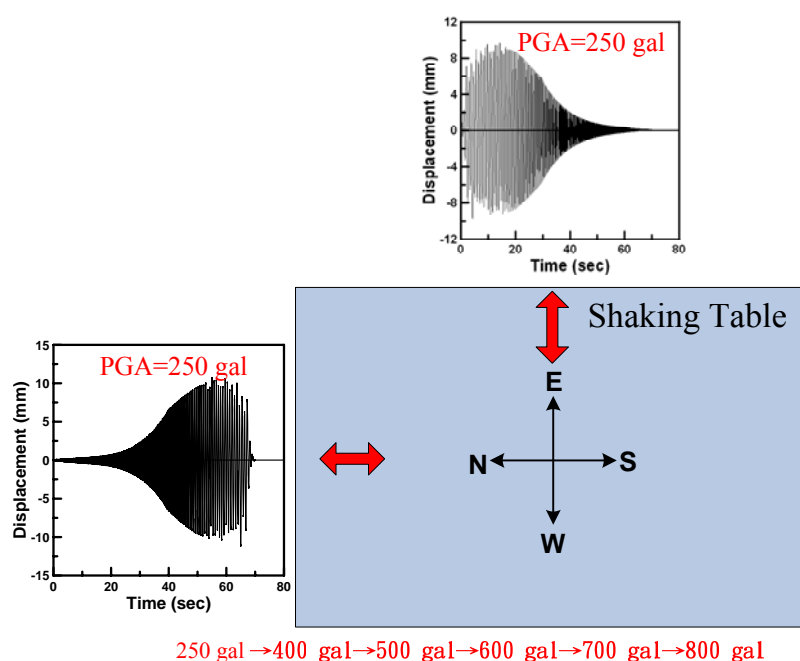 PGA=250 gal
Displacement (mm)
12
8
4
0
-4
-8
-12
0 20 40 60 80
Time (sec)
Shaking Table
E
N S
W
PGA=250 gal
Displacement (mm)
15
10
5
0
-5
-10
-15
0 20 40 60 80
Time (sec)
250 gal→400 gal→500 gal→600 gal→700 gal→800 gal